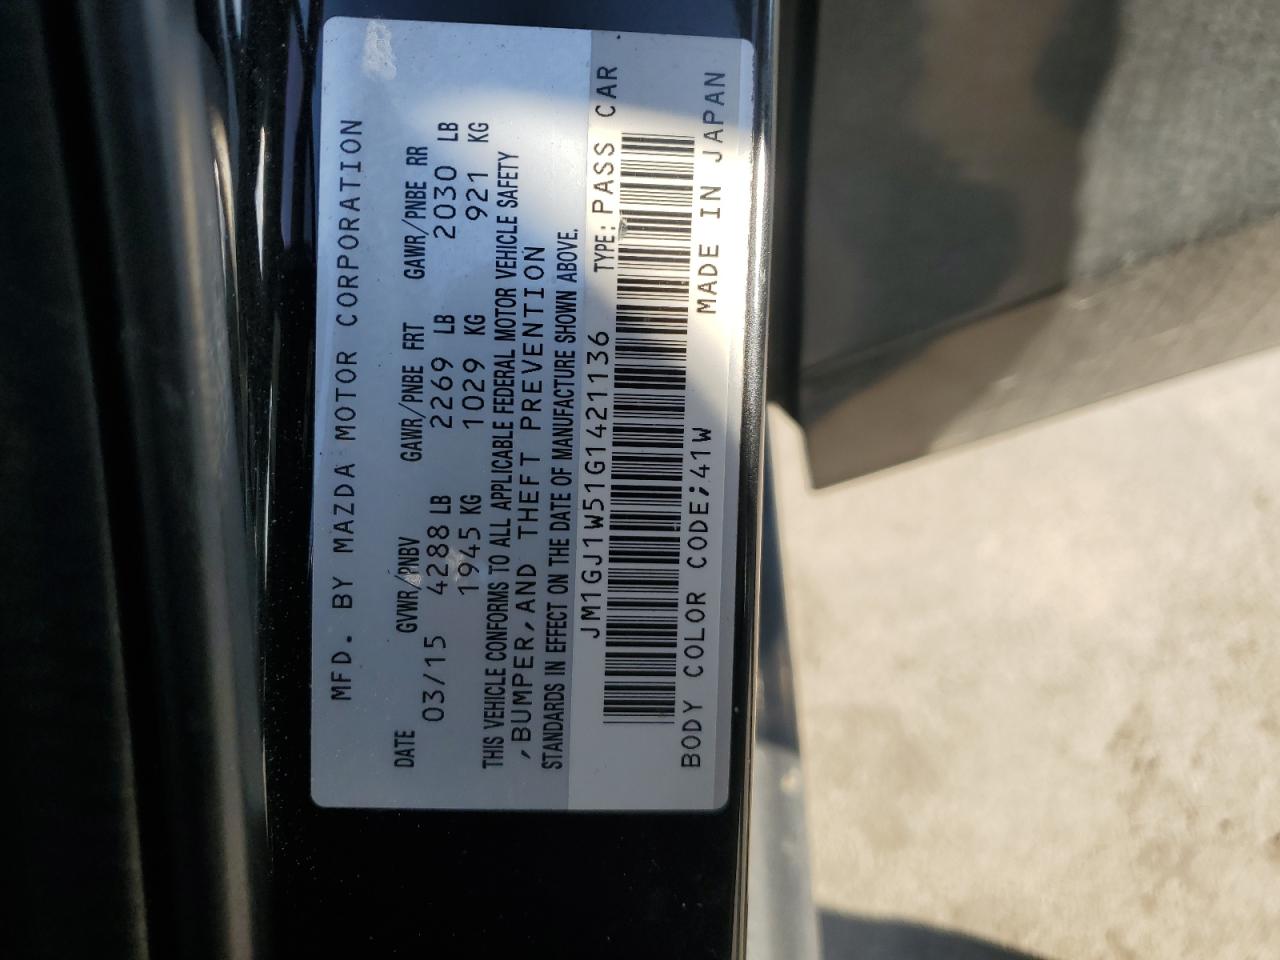 MFD. BY MAZDA MOTOR CORPORATION
DATE GVWR/PNBV GAWR/PNBE FRT GAWR/PNBE RR
03/15 4288 LB 2269 LB 2030 LB
1945 KG 1029 KG 921 KG
THIS VEHICLE CONFORMS TO ALL APPLICABLE FEDERAL MOTOR VEHICLE SAFETY
,BUMPER,AND THEFT PREVENTION
STANDARDS IN EFFECT ON THE DATE OF MANUFACTURE SHOWN ABOVE.
JM1GJ1W51G1421136 TYPE: PASS CAR
BODY COLOR CODE;41W MADE IN JAPAN